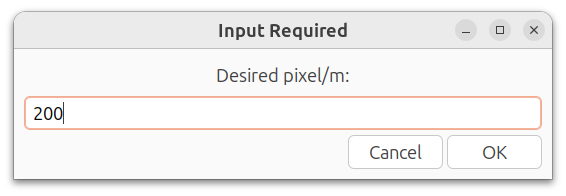 Input Required
Desired pixel/m:
200
Cancel OK